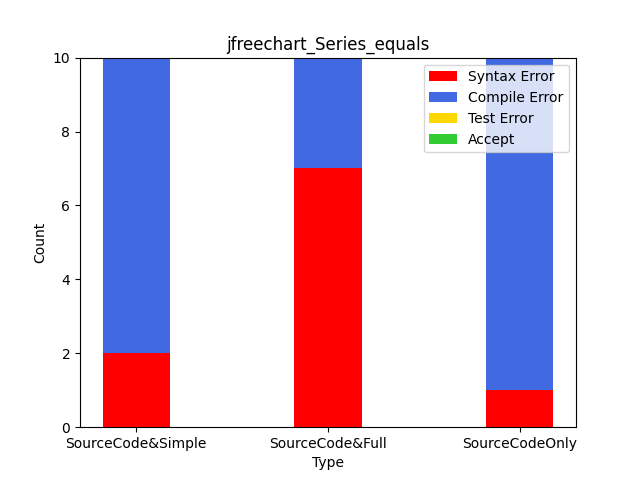 jfreechart_Series_equals
Syntax Error
Compile Error
Test Error
Accept
10
8
6
4
2
0
Count
SourceCode&Simple
SourceCode&Full
SourceCodeOnly
Type